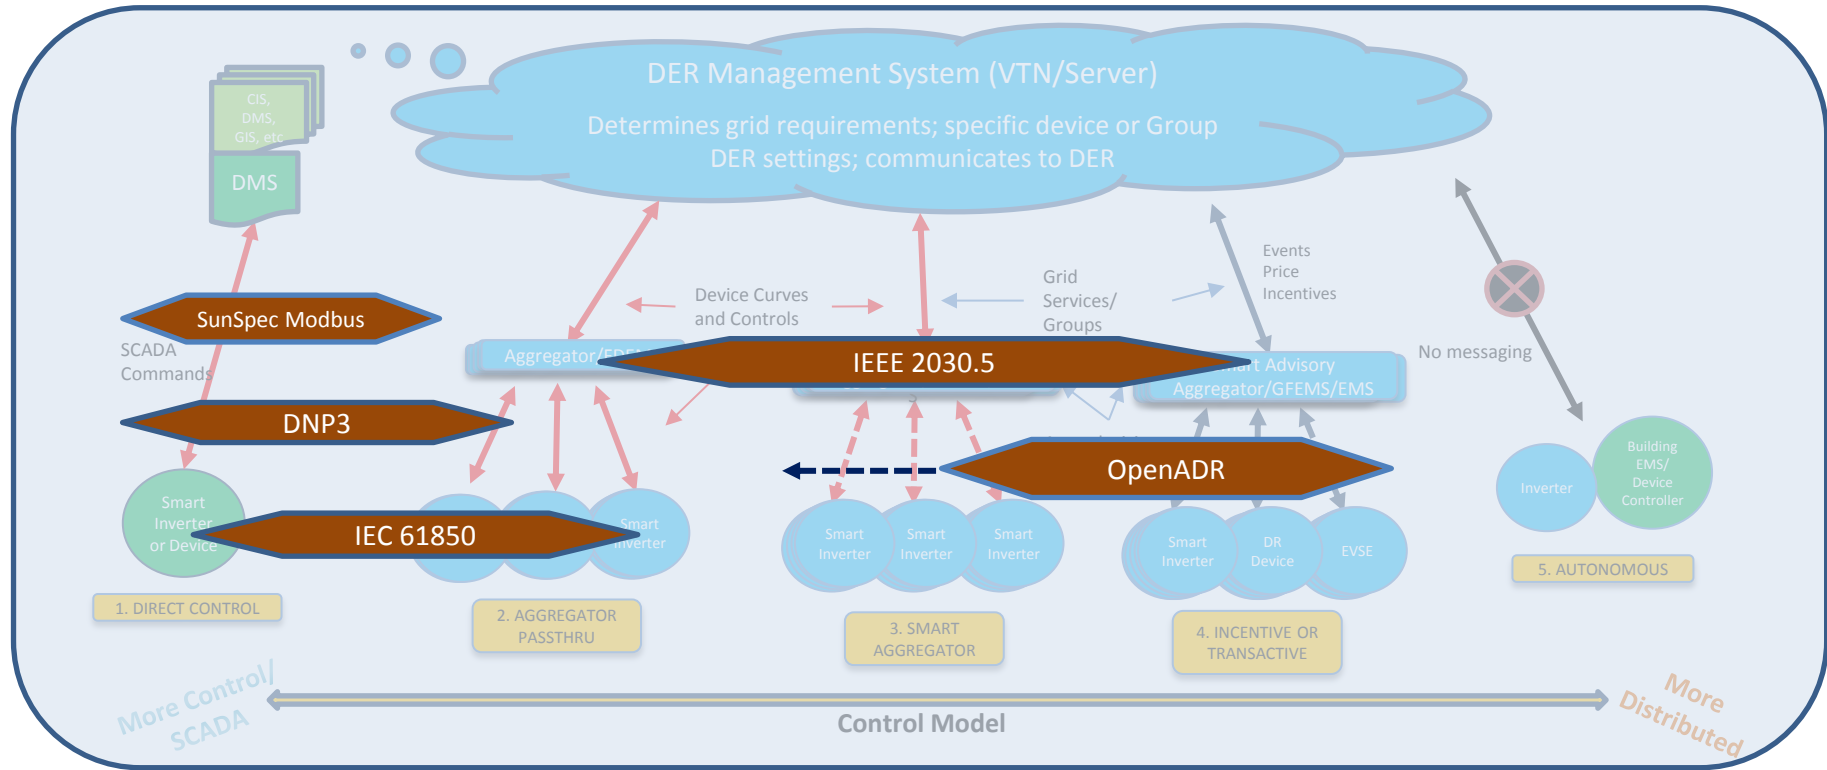 DER Management System (VTN/Server)
Determines grid requirements; specific device or Group
DER settings; communicates to DER
CIS,
DMS,
GIS, etc
DMS
SunSpec Modbus
SCADA
Commands
DNP3
Smart
Inverter
or Device
IEC 61850
1. DIRECT CONTROL
Device Curves
and Controls
Aggregator/
Smart
Inverter
2. AGGREGATOR
PASSTHRU
Grid
Services/
Groups
IEEE 2030.5
Smart
Inverter
Smart
Inverter
Smart
Inverter
3. SMART
AGGREGATOR
Events
Price
Incentives
Advisory
Aggregator/GFEMS/EMS
OpenADR
Smart
Inverter
DR
Device
EVSE
4. INCENTIVE OR
TRANSACTIVE
No messaging
Inverter
Building
EMS/
Device
Controller
5. AUTONOMOUS
More Control/
SCADA
Control Model
More
Distributed